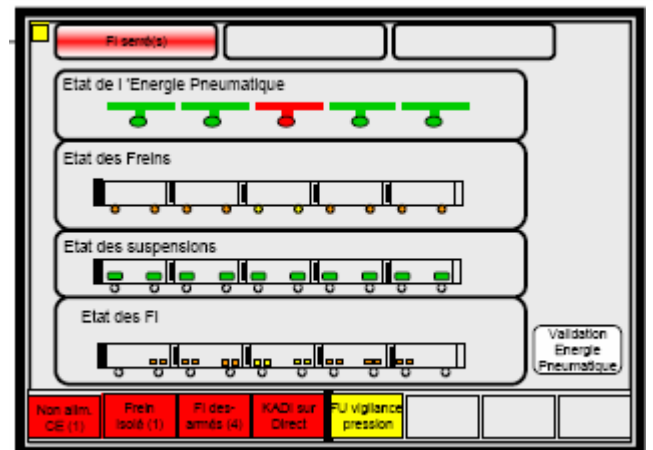 FI serré(s)
Etat de l 'Energie Pneumatique
Etat des Freins
Etat des suspensions
Etat des FI
Validation
Energie
Pneumatique
Non alim.
CE (1)
Frein
isolé (1)
FI des-
armés (4)
KADI sur
Direct
FU vigilance
pression